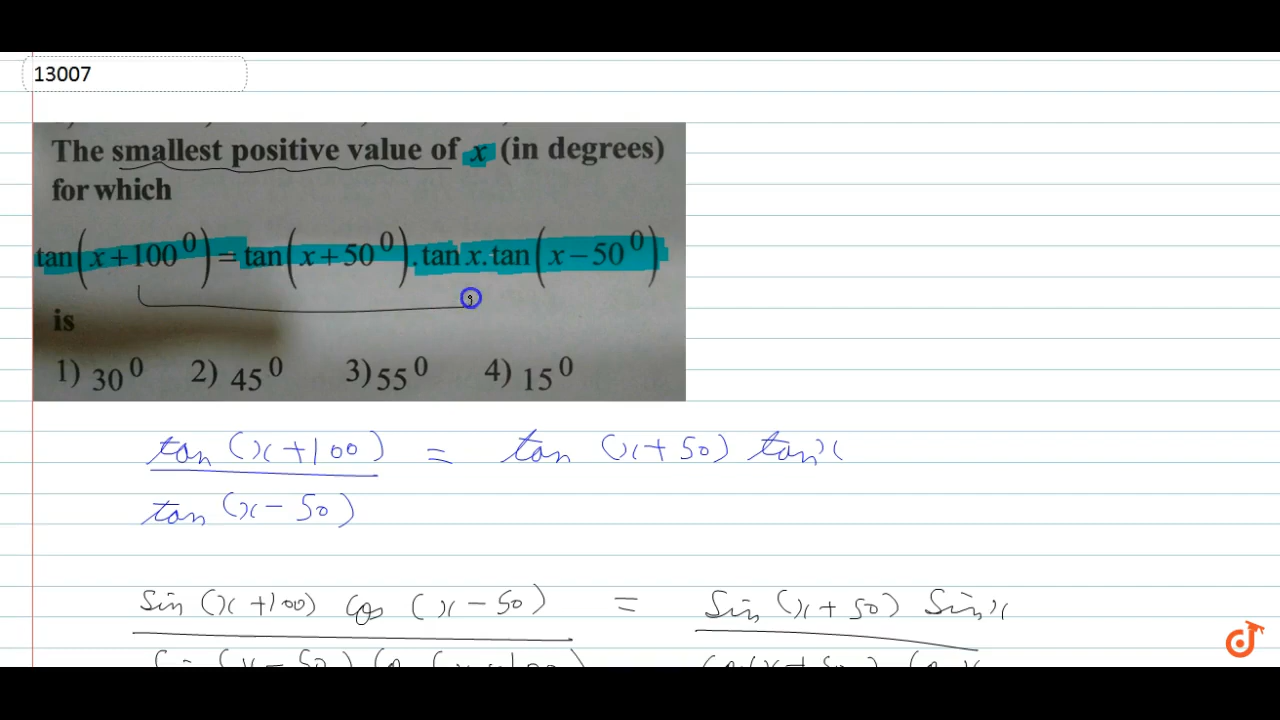 13007
The smallest positive value of x (in degrees)
for which
tan(x+100⁰)=tan(x+50⁰).tan x.tan(x−50⁰)
is
1) 30⁰ 2) 45⁰ 3) 55⁰ 4) 15⁰
tan (x+100) = tan (x+50) tan x
tan (x−50)
Sin (x+100) Cos (x−50) = Sin (x+50) Sin x